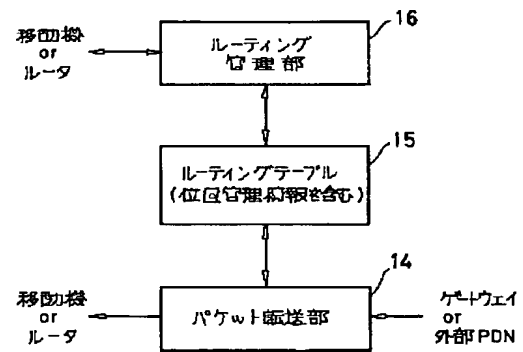 移動機
or
ルータ
ルーティング
管理部
16
ルーティングテーブル
(位置管理情報を含む)
15
移動機
or
ルータ
パケット転送部
14
ゲートウェイ
or
外部PDN